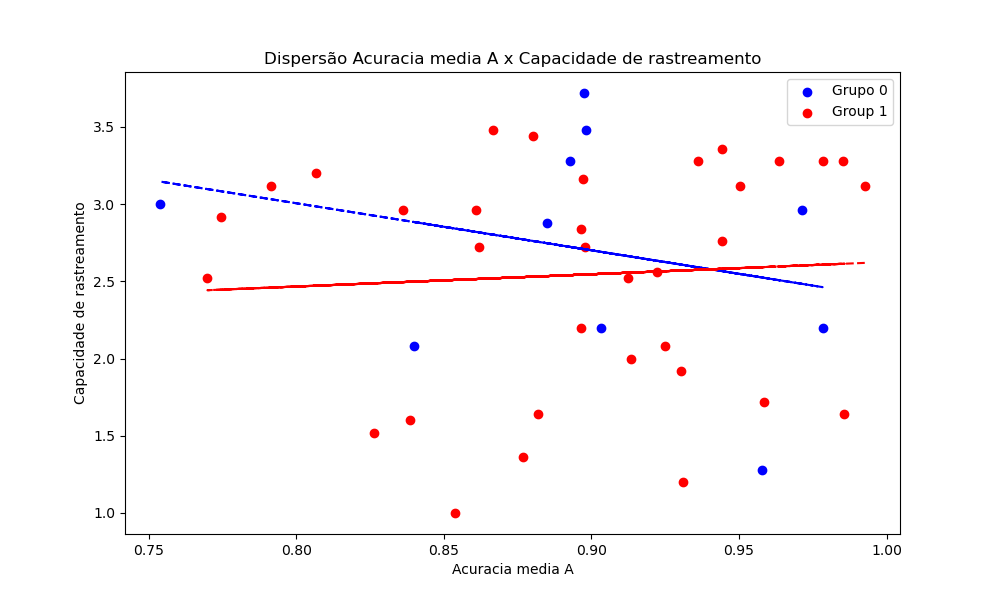 Dispersão Acuracia media A x Capacidade de rastreamento
Grupo 0
Group 1
Capacidade de rastreamento
3.5
3.0
2.5
2.0
1.5
1.0
0.75
0.80
0.85
0.90
0.95
1.00
Acuracia media A